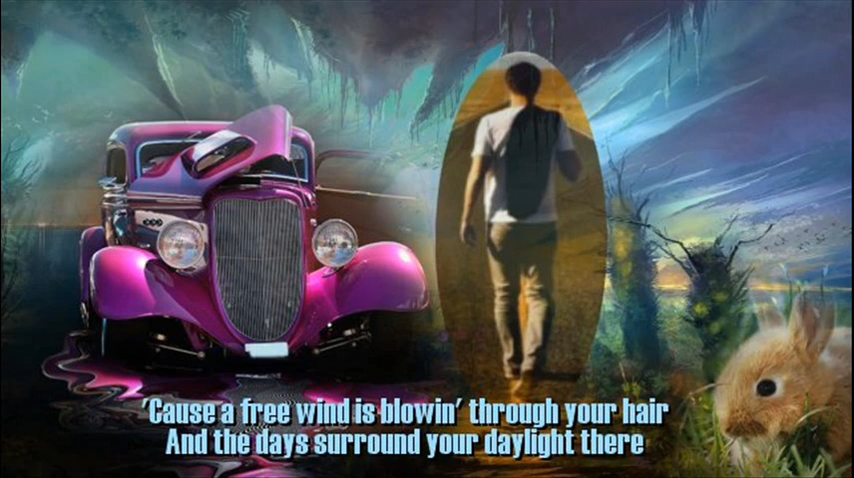 'Cause a free wind is blowin' through your hair
And the days surround your daylight there